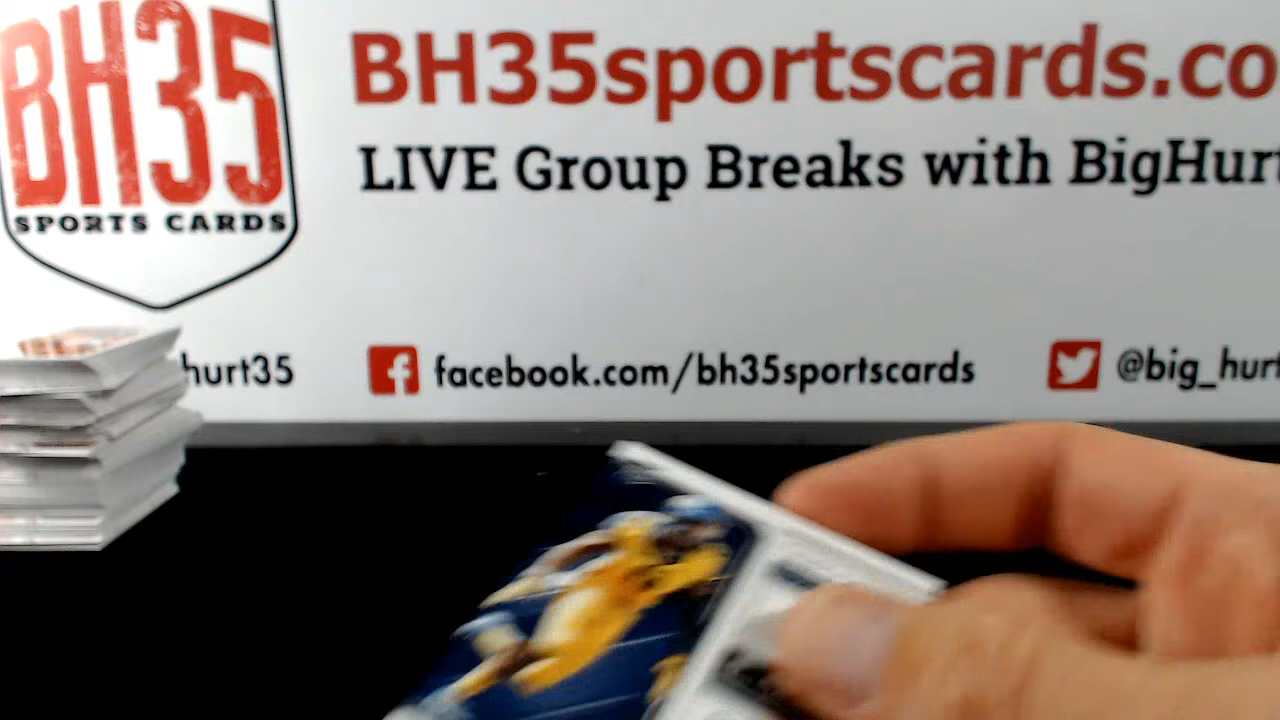 BH35
SPORTS CARDS
BH35sportscards.co
LIVE Group Breaks with BigHurt
hurt35
facebook.com/bh35sportscards
@big_hurt